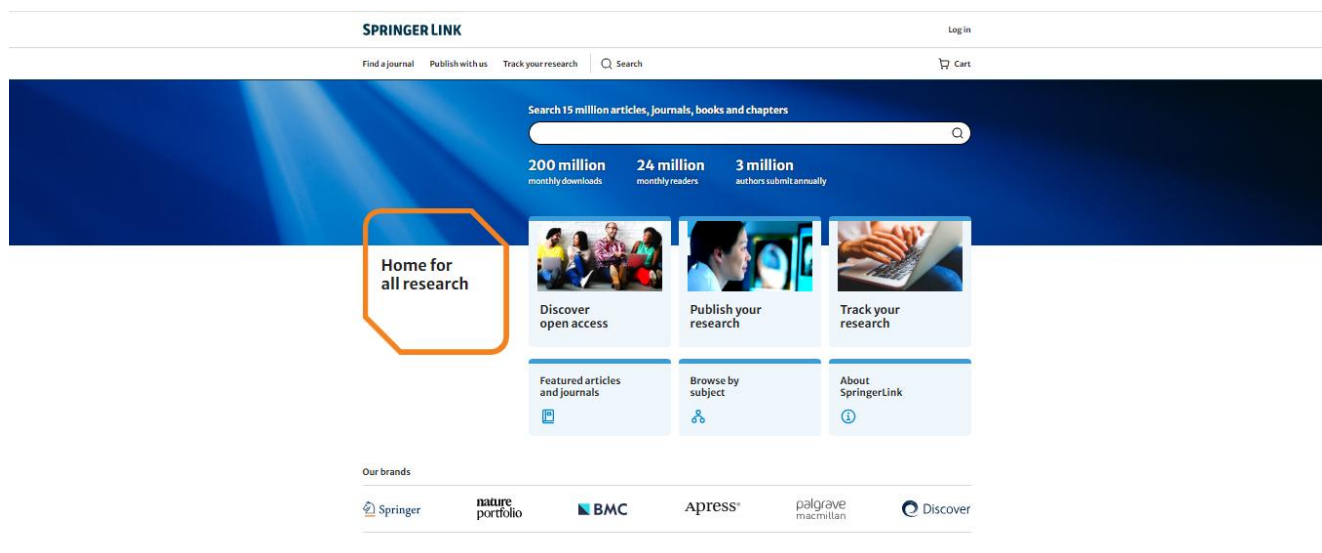 SPRINGER LINK
Log in
Find a journal Publish with us Track your research Search
Cart
Search 15 million articles, journals, books and chapters
200 million 24 million 3 million
monthly downloads monthly readers authors submit annually
Home for
all research
Discover
open access
Publish your
research
Track your
research
Featured articles
and journals
Browse by
subject
About
SpringerLink
Our brands
Springer
nature
portfolio
BMC
Apress®
palgrave
macmillan
Discover